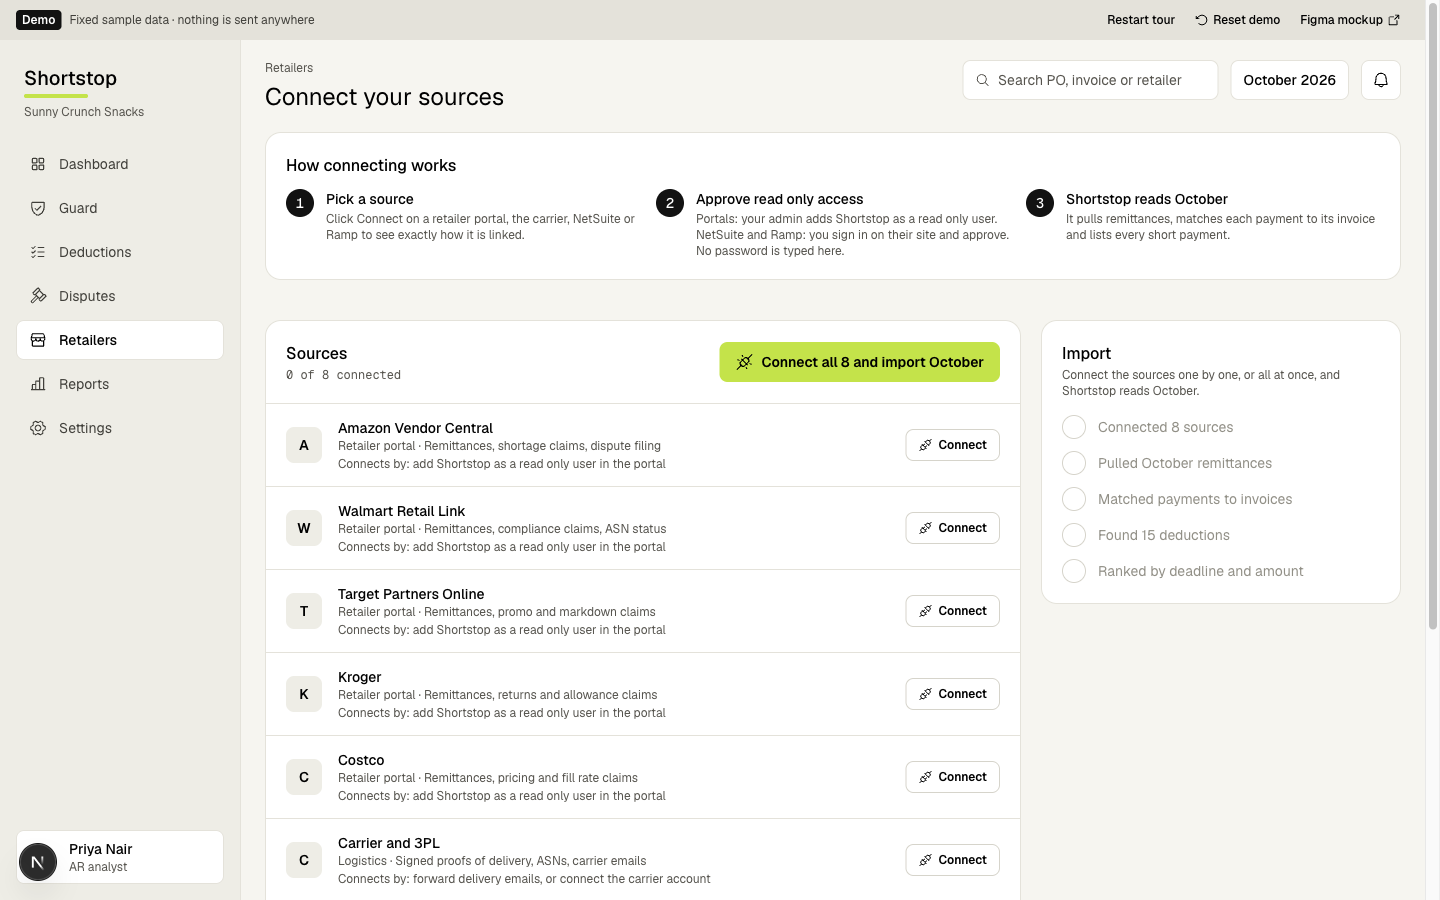 Demo Fixed sample data · nothing is sent anywhere
Restart tour
Reset demo
Figma mockup
Shortstop
Sunny Crunch Snacks
Dashboard
Guard
Deductions
Disputes
Retailers
Reports
Settings
Priya Nair
AR analyst
N
Retailers
Connect your sources
Search PO, invoice or retailer
October 2026
How connecting works
1
Pick a source
Click Connect on a retailer portal, the carrier, NetSuite or
Ramp to see exactly how it is linked.
2
Approve read only access
Portals: your admin adds Shortstop as a read only user.
NetSuite and Ramp: you sign in on their site and approve.
No password is typed here.
3
Shortstop reads October
It pulls remittances, matches each payment to its invoice
and lists every short payment.
Sources
0 of 8 connected
Connect all 8 and import October
A
Amazon Vendor Central
Retailer portal · Remittances, shortage claims, dispute filing
Connects by: add Shortstop as a read only user in the portal
Connect
W
Walmart Retail Link
Retailer portal · Remittances, compliance claims, ASN status
Connects by: add Shortstop as a read only user in the portal
Connect
T
Target Partners Online
Retailer portal · Remittances, promo and markdown claims
Connects by: add Shortstop as a read only user in the portal
Connect
K
Kroger
Retailer portal · Remittances, returns and allowance claims
Connects by: add Shortstop as a read only user in the portal
Connect
C
Costco
Retailer portal · Remittances, pricing and fill rate claims
Connects by: add Shortstop as a read only user in the portal
Connect
C
Carrier and 3PL
Logistics · Signed proofs of delivery, ASNs, carrier emails
Connects by: forward delivery emails, or connect the carrier account
Connect
Import
Connect the sources one by one, or all at once, and
Shortstop reads October.
Connected 8 sources
Pulled October remittances
Matched payments to invoices
Found 15 deductions
Ranked by deadline and amount